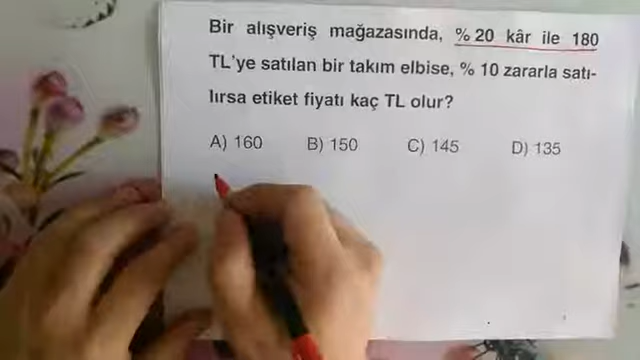 Bir alışveriş mağazasında, % 20 kâr ile 180
TL'ye satılan bir takım elbise, % 10 zararla satı-
lırsa etiket fiyatı kaç TL olur?
A) 160 B) 150 C) 145 D) 135